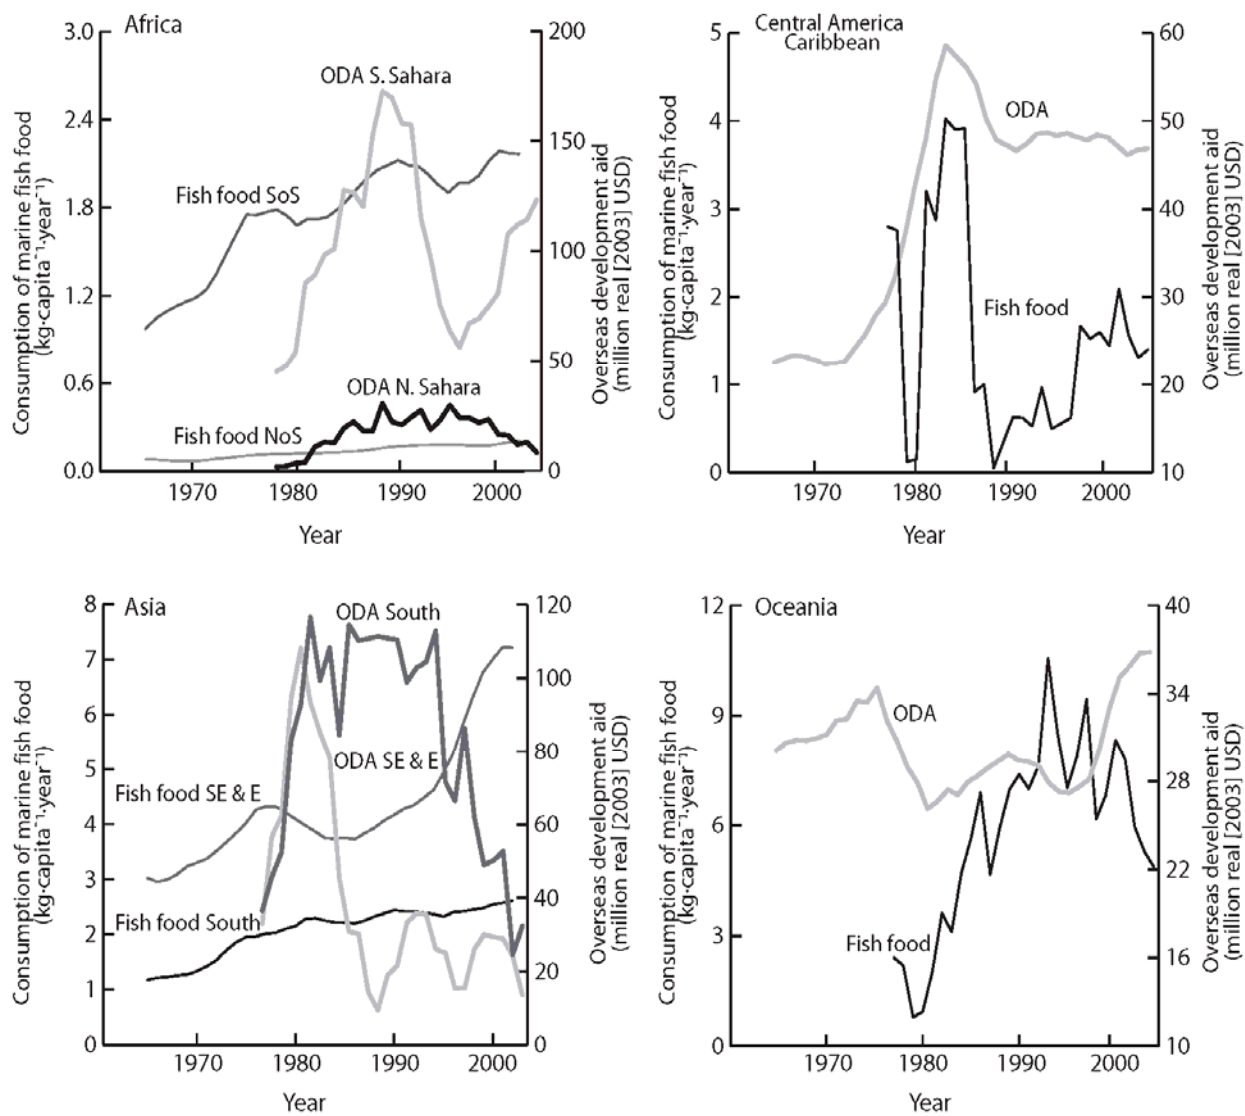 Africa
3.0
2.4
1.8
1.2
0.6
0.0
200
150
100
50
0
Consumption of marine fish food
(kg·capita⁻¹·year⁻¹)
Overseas development aid
(million real [2003] USD)
ODA S. Sahara
Fish food SoS
ODA N. Sahara
Fish food NoS
1970 1980 1990 2000
Year
Central America
Caribbean
5
4
3
2
1
0
60
50
40
30
20
10
Consumption of marine fish food
(kg·capita⁻¹·year⁻¹)
Overseas development aid
(million real [2003] USD)
ODA
Fish food
1970 1980 1990 2000
Year
Asia
8
7
6
5
4
3
2
1
0
120
100
80
60
40
20
0
Consumption of marine fish food
(kg·capita⁻¹·year⁻¹)
Overseas development aid
(million real [2003] USD)
ODA South
ODA SE & E
Fish food SE & E
Fish food South
1970 1980 1990 2000
Year
Oceania
12
9
6
3
0
40
34
28
22
16
10
Consumption of marine fish food
(kg·capita⁻¹·year⁻¹)
Overseas development aid
(million real [2003] USD)
ODA
Fish food
1970 1980 1990 2000
Year